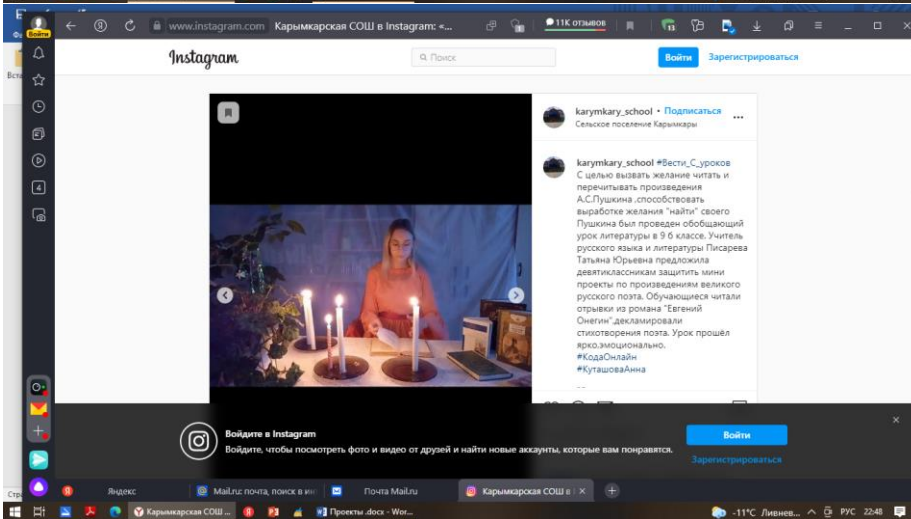 Войти
www.instagram.com Карымкарская СОШ в Instagram: «...
11К отзывов
13
Instagram
Поиск
Войти Зарегистрироваться
karymkary_school • Подписаться
Сельское поселение Карымкары
karymkary_school #Вести_С_уроков
С целью вызвать желание читать и
перечитывать произведения
А.С.Пушкина .способствовать
выработке желания "найти" своего
Пушкина был проведен обобщающий
урок литературы в 9 б классе. Учитель
русского языка и литературы Писарева
Татьяна Юрьевна предложила
девятиклассникам защитить мини
проекты по произведениям великого
русского поэта. Обучающиеся читали
отрывки из романа "Евгений
Онегин",декламировали
стихотворения поэта. Урок прошёл
ярко,эмоционально.
#КодаОнлайн
#КуташоваАнна
4
Войдите в Instagram
Войдите, чтобы посмотреть фото и видео от друзей и найти новые аккаунты, которые вам понравятся.
Войти
Зарегистрироваться
Яндекс
Mail.ru: почта, поиск в ин
Почта Mail.ru
Карымкарская СОШ в I
Карымкарская СОШ ...
Проекты .docx - Wor...
-11°C Ливнев...
РУС 22:48